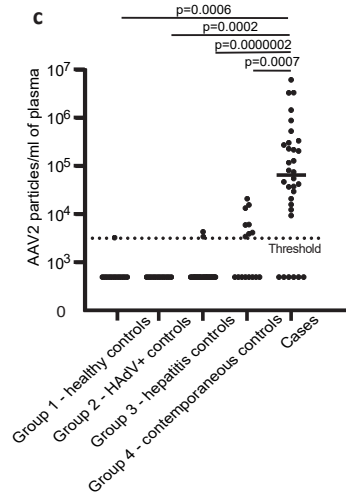 c
p=0.0006
p=0.0002
p=0.0000002
p=0.0007
AAV2 particles/ml of plasma
10⁷
10⁶
10⁵
10⁴
10³
0
Threshold
Group 1 - healthy controls
Group 2 - HAdV+ controls
Group 3 - hepatitis controls
Group 4 - contemporaneous controls
Cases